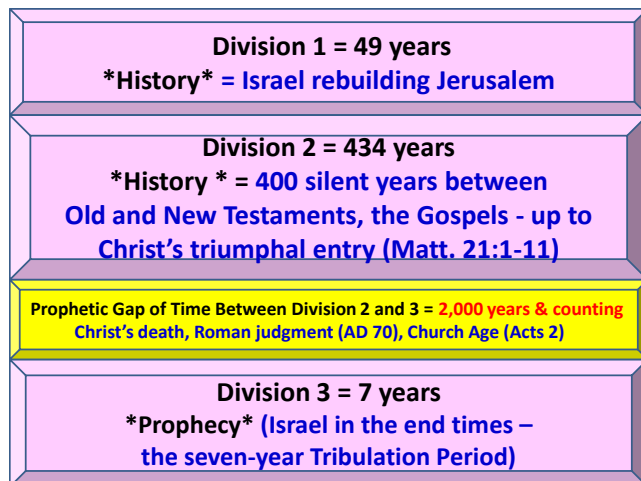 Division 1 = 49 years
*History* = Israel rebuilding Jerusalem
Division 2 = 434 years
*History * = 400 silent years between
Old and New Testaments, the Gospels - up to
Christ’s triumphal entry (Matt. 21:1-11)
Prophetic Gap of Time Between Division 2 and 3 = 2,000 years & counting
Christ’s death, Roman judgment (AD 70), Church Age (Acts 2)
Division 3 = 7 years
*Prophecy* (Israel in the end times –
the seven-year Tribulation Period)